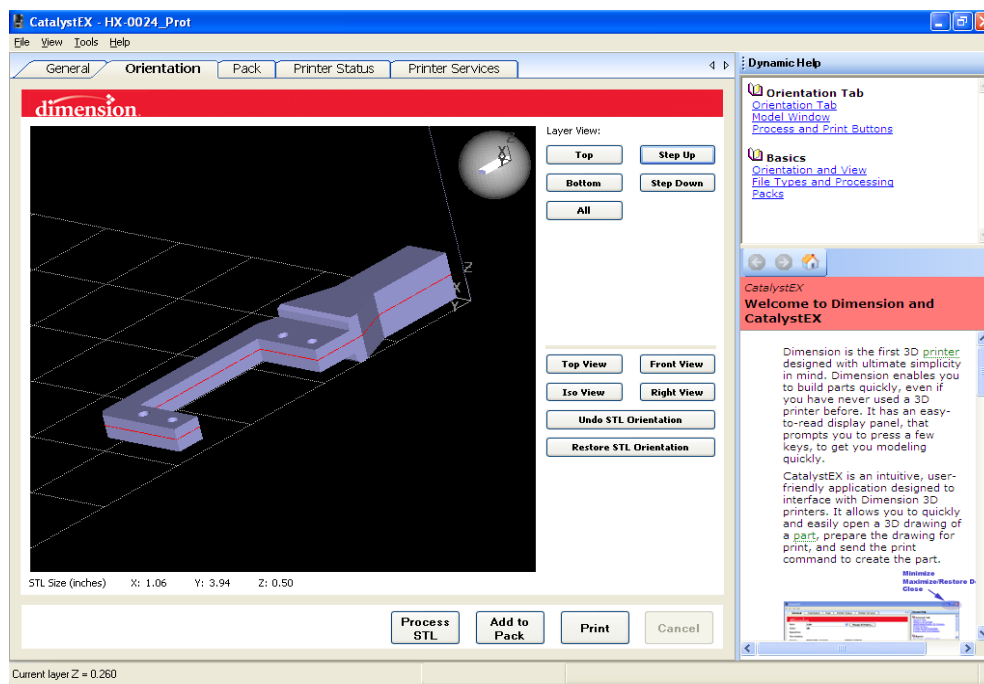 CatalystEX - HX-0024_Prot
File View Tools Help
General Orientation Pack Printer Status Printer Services
dimension
Layer View:
Top Step Up
Bottom Step Down
All
Z
X
Y
Z
X
Y
Top View Front View
Iso View Right View
Undo STL Orientation
Restore STL Orientation
STL Size (inches) X: 1.06 Y: 3.94 Z: 0.50
Process STL
Add to Pack
Print
Cancel
Current layer Z = 0.260
Dynamic Help
Orientation Tab
Orientation Tab
Model Window
Process and Print Buttons
Basics
Orientation and View
File Types and Processing
Packs
CatalystEX
Welcome to Dimension and
CatalystEX
Dimension is the first 3D printer
designed with ultimate simplicity
in mind. Dimension enables you
to build parts quickly, even if
you have never used a 3D
printer before. It has an easy-
to-read display panel, that
prompts you to press a few
keys, to get you modeling
quickly.
CatalystEX is an intuitive, user-
friendly application designed to
interface with Dimension 3D
printers. It allows you to quickly
and easily open a 3D drawing of
a part, prepare the drawing for
print, and send the print
command to create the part.
Minimize
Maximize/Restore D
Close